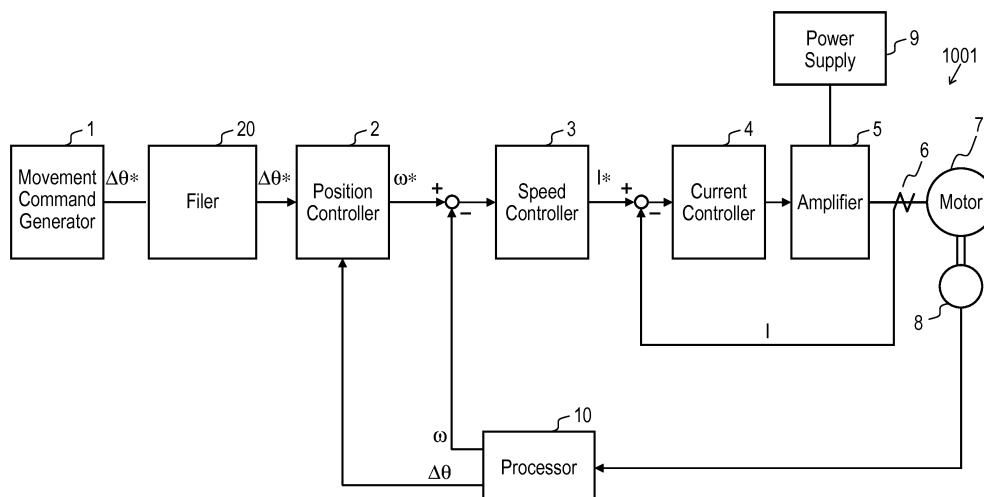 Power
Supply
9
1001
1
20
2
3
4
5
6
7
Movement
Command
Generator
Δθ*
Filer
Δθ*
Position
Controller
ω*
+
−
Speed
Controller
I*
+
−
Current
Controller
Amplifier
Motor
8
I
10
ω
Δθ
Processor